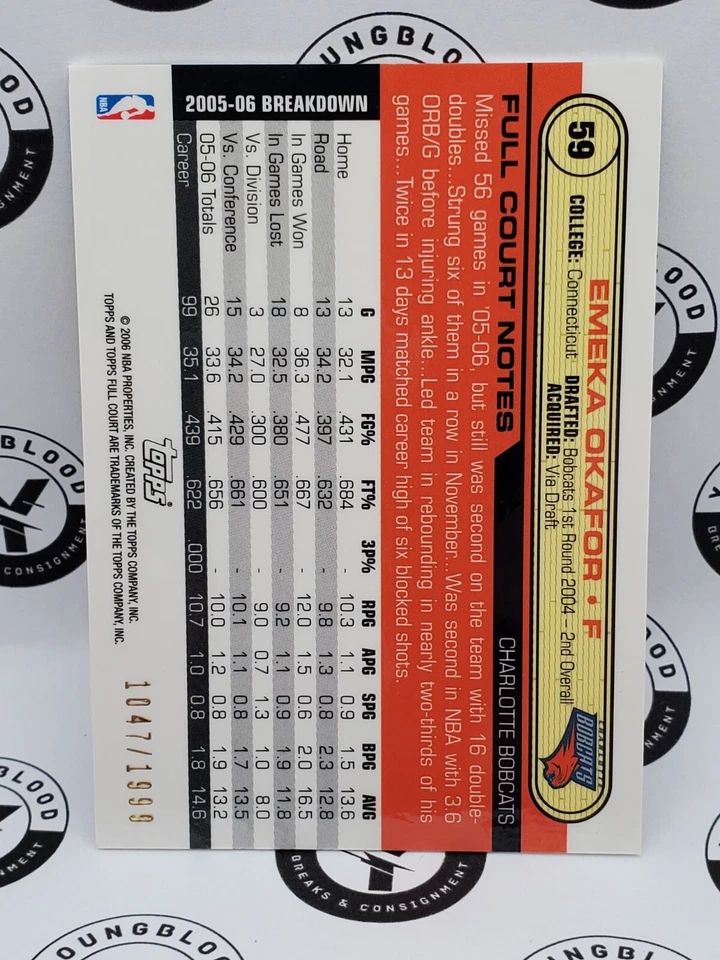 59
EMEKA OKAFOR • F
COLLEGE: Connecticut DRAFTED: Bobcats 1st Round 2004 – 2nd Overall
ACQUIRED: Via Draft
BOBCATS
CHARLOTTE BOBCATS
FULL COURT NOTES
Missed 56 games in '05-06, but still was second on the team with 16 double-
doubles...Strung six of them in a row in November...Was second in NBA with 3.6
ORB/G before injuring ankle...Led team in rebounding in nearly two-thirds of his
games...Twice in 13 days matched career high of six blocked shots.
2005-06 BREAKDOWN
G MPG FG% FT% 3P% RPG APG SPG BPG AVG
Home 13 32.1 .431 .684 - 10.3 1.1 0.9 1.5 13.6
Road 13 34.2 .397 .632 - 9.8 1.3 0.8 2.3 12.8
In Games Won 8 36.3 .477 .667 - 12.0 1.5 0.6 2.0 16.5
In Games Lost 18 32.5 .380 .651 - 9.2 1.1 0.9 1.9 11.8
Vs. Division 3 27.0 .300 .600 - 9.0 0.7 1.3 1.0 8.0
Vs. Conference 15 34.2 .429 .661 - 10.1 1.1 0.8 1.7 13.5
05-06 Totals 26 33.6 .415 .656 - 10.0 1.2 0.8 1.9 13.2
Career 99 35.1 .439 .622 .000 10.7 1.0 0.8 1.8 14.6
NBA
topps
© 2006 NBA PROPERTIES, INC. CREATED BY THE TOPPS COMPANY, INC.
TOPPS AND TOPPS FULL COURT ARE TRADEMARKS OF THE TOPPS COMPANY, INC.
1047/1999
OUNGBLO
NSIGNMENT
OOD
BLOOD
CONSIGNMENT
BREAKS & CONSIGNMENT
OUNGBLOOD
UNGBLOOD